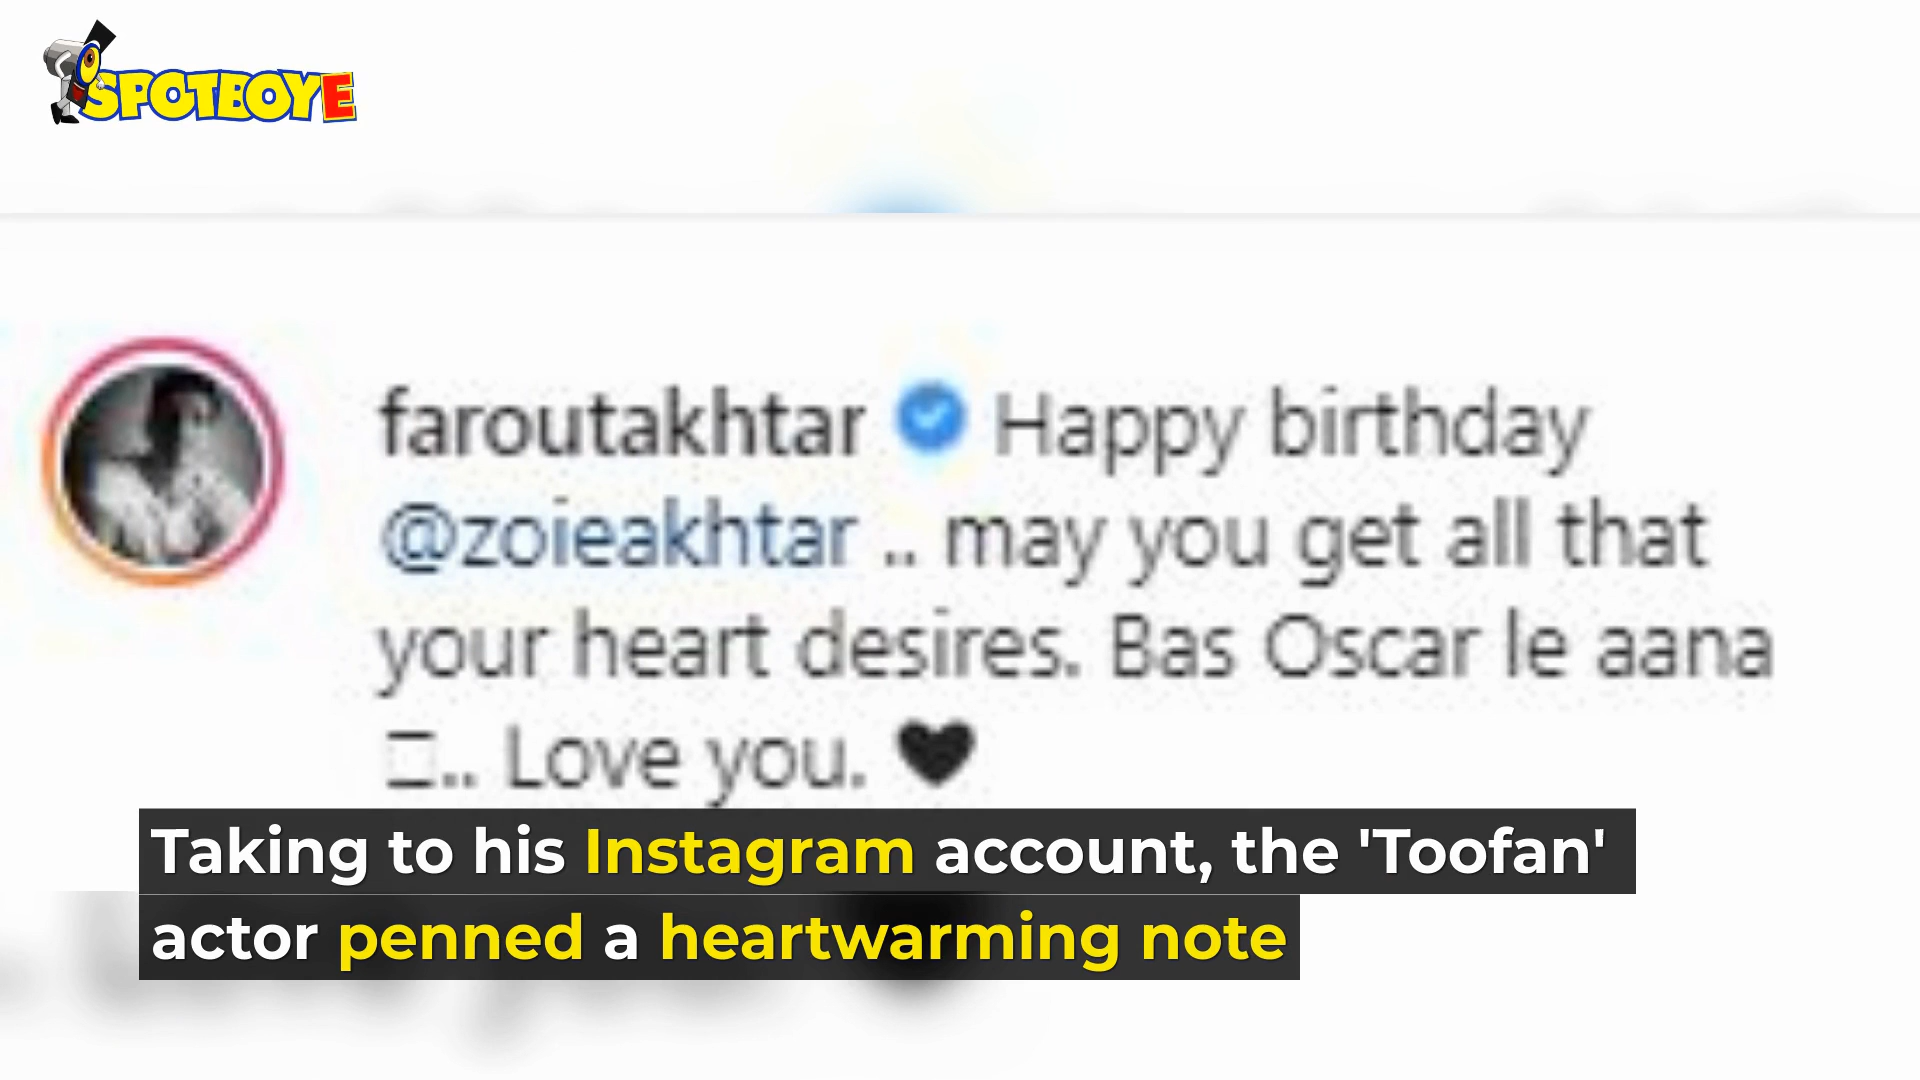 SPOTBOYE
faroutakhtar Happy birthday
@zoieakhtar .. may you get all that
your heart desires. Bas Oscar le aana
.. Love you. 🖤
Taking to his Instagram account, the 'Toofan'
actor penned a heartwarming note